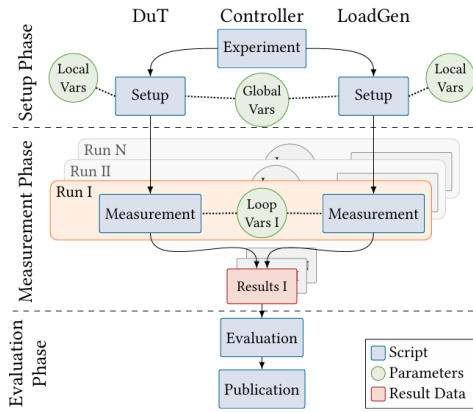 DuT
Controller
LoadGen
Setup Phase
Experiment
Local
Vars
Setup
Global
Vars
Setup
Local
Vars
Measurement Phase
Run N
Run II
Run I
Measurement
Loop
Vars I
Measurement
Results I
Evaluation
Phase
Evaluation
Publication
Script
Parameters
Result Data